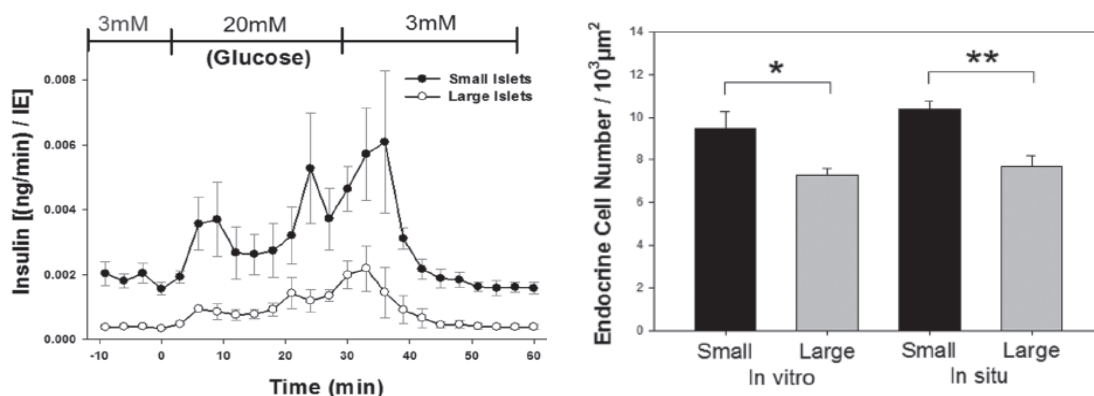 3mM 20mM 3mM
(Glucose)
Small Islets
Large Islets
Insulin [(ng/min) / IE]
0.008
0.006
0.004
0.002
0.000
-10 0 10 20 30 40 50 60
Time (min)
Endocrine Cell Number / 10³µm²
14
12
10
8
6
4
2
0
*
**
Small Large Small Large
In vitro In situ